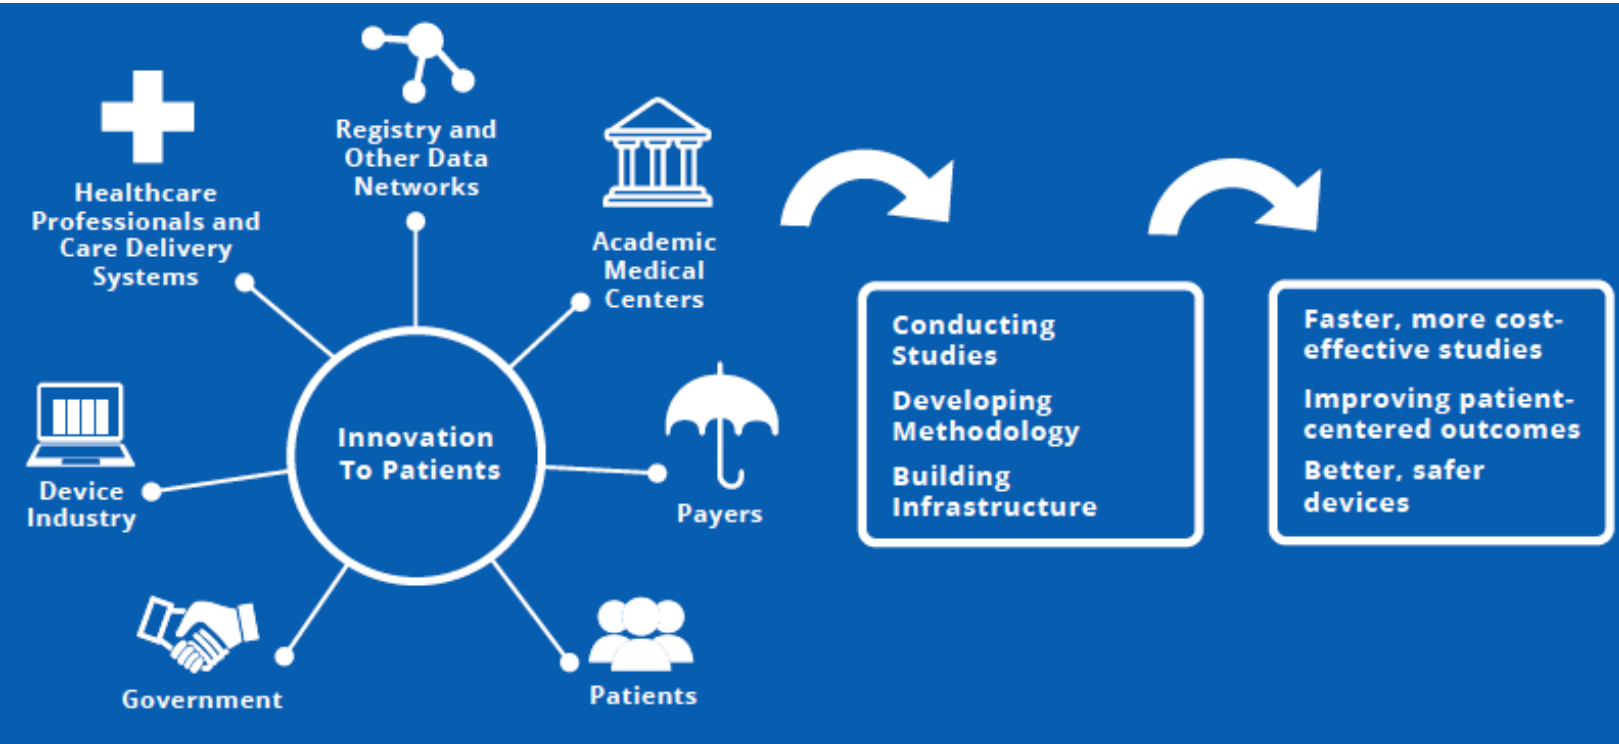 Healthcare
Professionals and
Care Delivery
Systems
Registry and
Other Data
Networks
Academic
Medical
Centers
Device
Industry
Innovation
To Patients
Payers
Government
Patients
Conducting
Studies
Developing
Methodology
Building
Infrastructure
Faster, more cost-
effective studies
Improving patient-
centered outcomes
Better, safer
devices